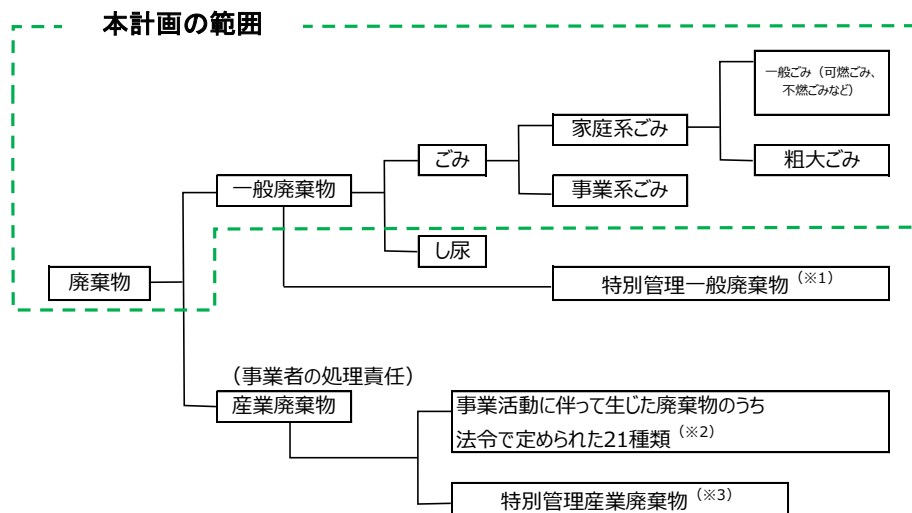 本計画の範囲
一般ごみ（可燃ごみ、
不燃ごみなど）
家庭系ごみ
ごみ
粗大ごみ
一般廃棄物
事業系ごみ
し尿
廃棄物
特別管理一般廃棄物（※1）
（事業者の処理責任）
産業廃棄物
事業活動に伴って生じた廃棄物のうち
法令で定められた21種類（※2）
特別管理産業廃棄物（※3）